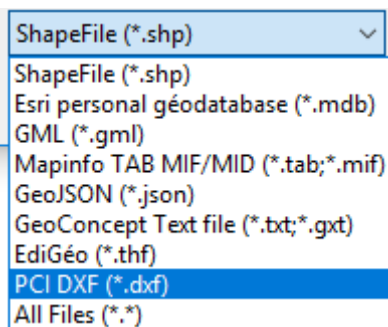 ShapeFile (*.shp)
ShapeFile (*.shp)
Esri personal géodatabase (*.mdb)
GML (*.gml)
Mapinfo TAB MIF/MID (*.tab;*.mif)
GeoJSON (*.json)
GeoConcept Text file (*.txt;*.gxt)
EdiGéo (*.thf)
PCI DXF (*.dxf)
All Files (*.*)